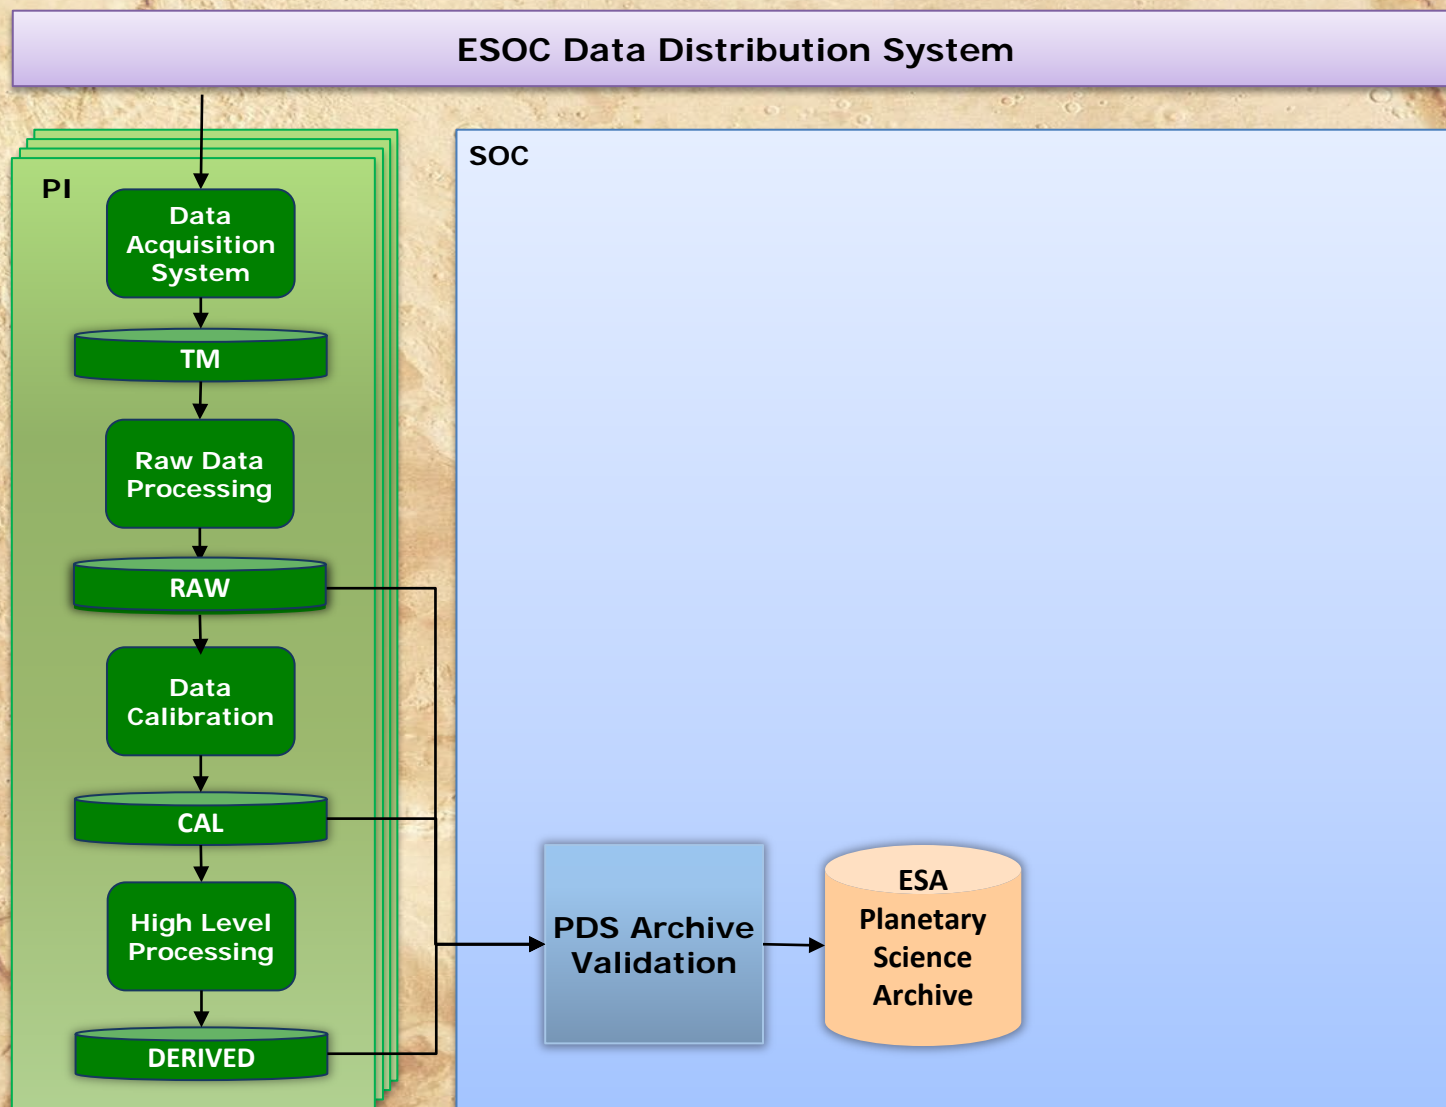 ESOC Data Distribution System
PI
Data
Acquisition
System
TM
Raw Data
Processing
RAW
Data
Calibration
CAL
High Level
Processing
DERIVED
SOC
PDS Archive
Validation
ESA
Planetary
Science
Archive